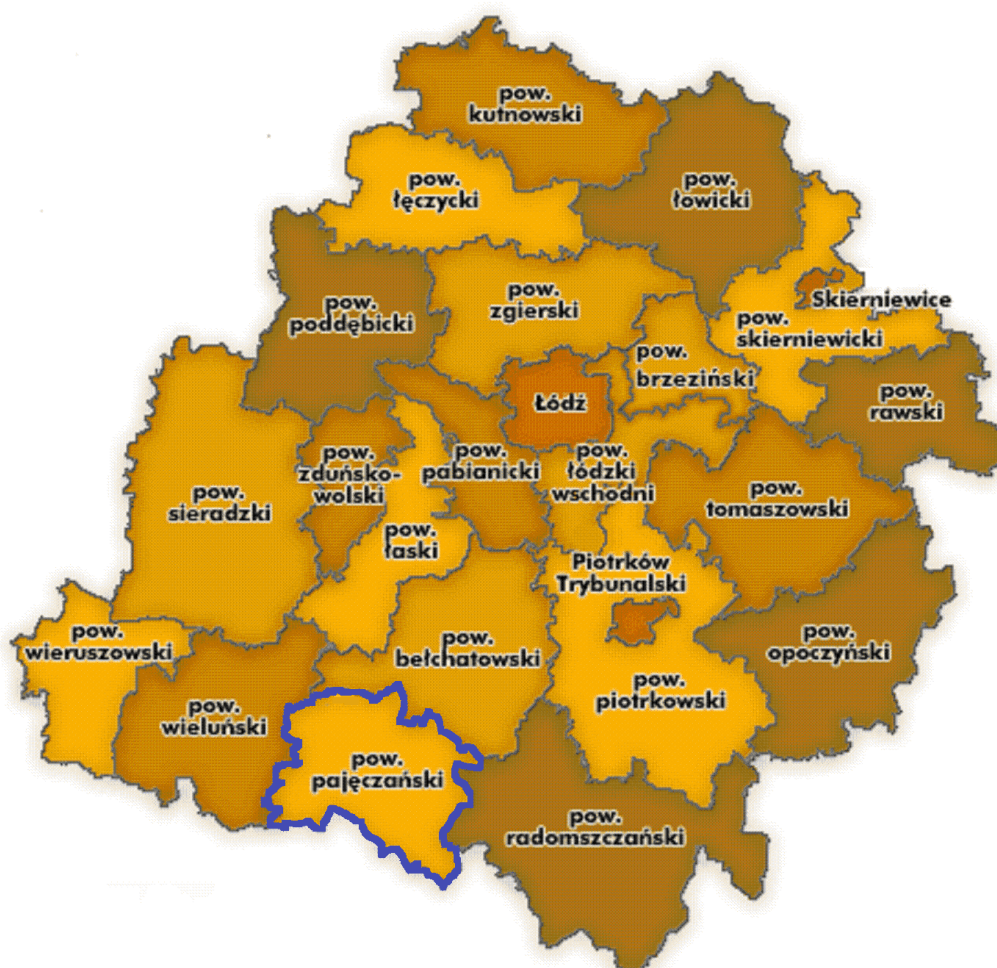 pow.
kutnowski
pow.
łęczycki
pow.
łowicki
pow.
poddębicki
pow.
zgierski
Skierniewice
pow.
skierniewicki
pow.
brzeziński
pow.
rawski
Łódź
pow.
sieradzki
pow.
zduńsko-
wolski
pow.
pabianicki
pow.
łódzki
wschodni
pow.
tomaszowski
pow.
łaski
Piotrków
Trybunalski
pow.
wieruszowski
pow.
bełchatowski
pow.
opoczyński
pow.
wieluński
pow.
piotrkowski
pow.
pajęczański
pow.
radomszczański